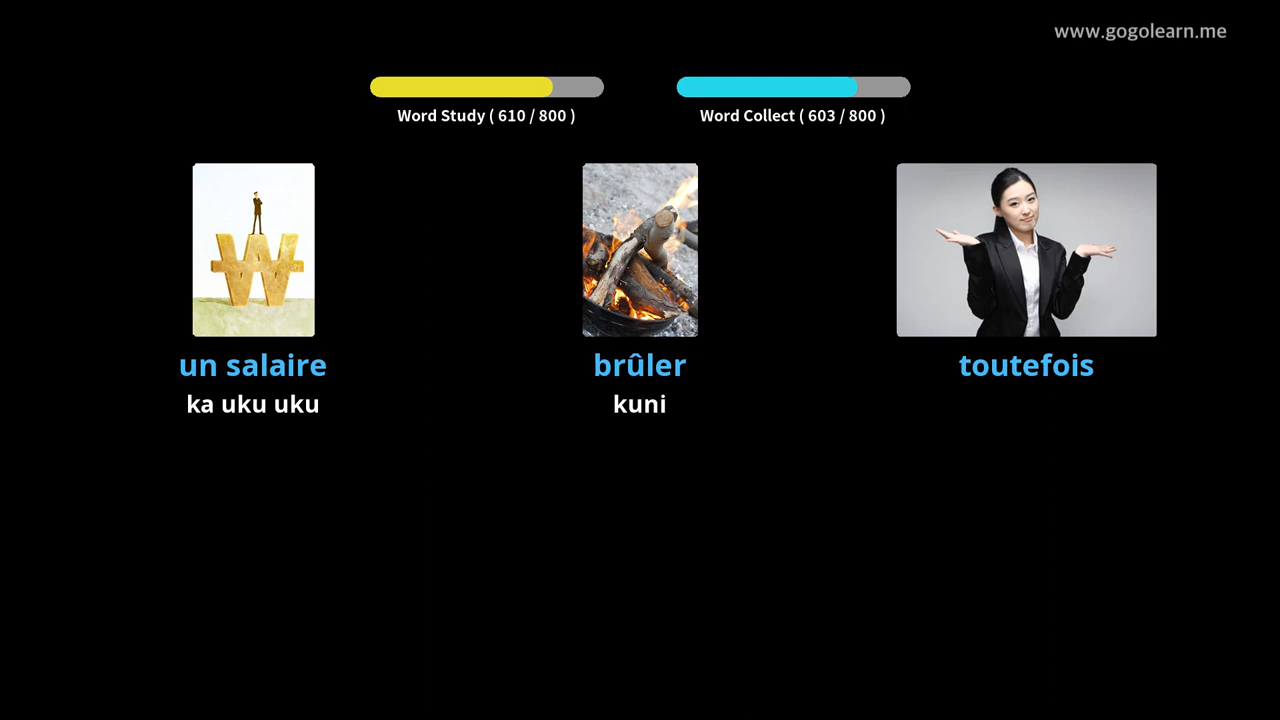 www.gogolearn.me
Word Study ( 610 / 800 )
Word Collect ( 603 / 800 )
un salaire
ka uku uku
brûler
kuni
toutefois